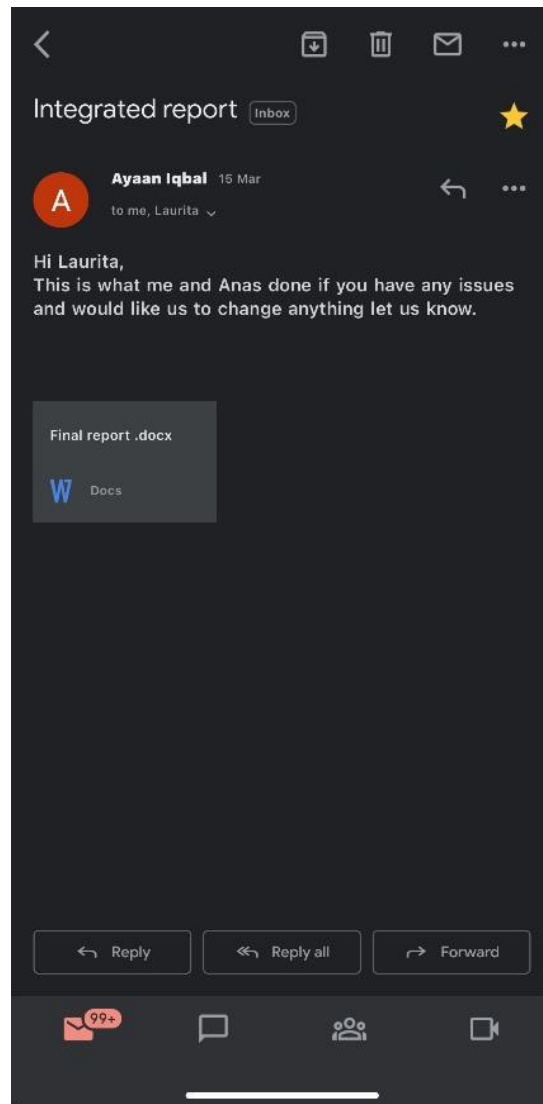 Integrated report Inbox
Ayaan Iqbal 15 Mar
to me, Laurita
Hi Laurita,
This is what me and Anas done if you have any issues
and would like us to change anything let us know.
Final report .docx
W Docs
Reply Reply all Forward
99+